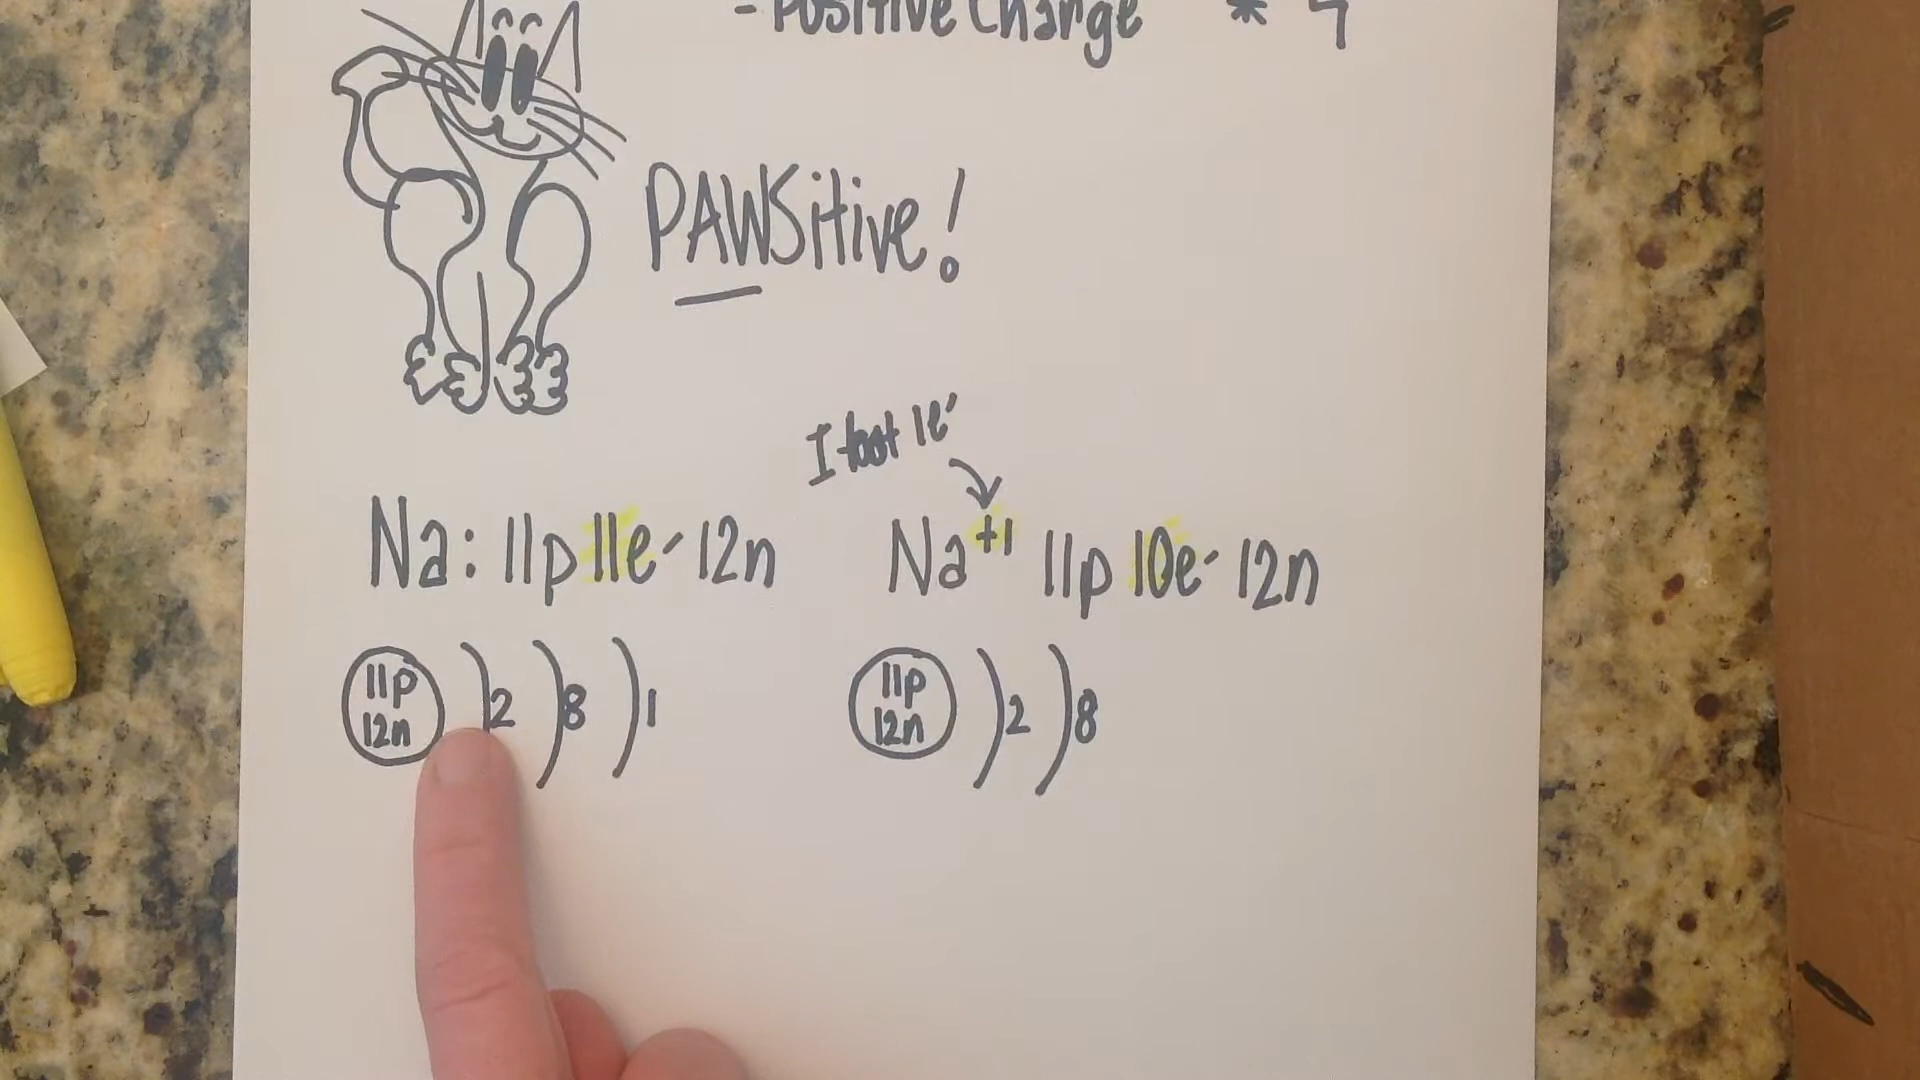 - Positive Charge *
PAWSitive!
I lost 1e-
Na: 11p 11e- 12n
Na+1 11p 10e- 12n
11p
12n
2 8 1
11p
12n
2 8